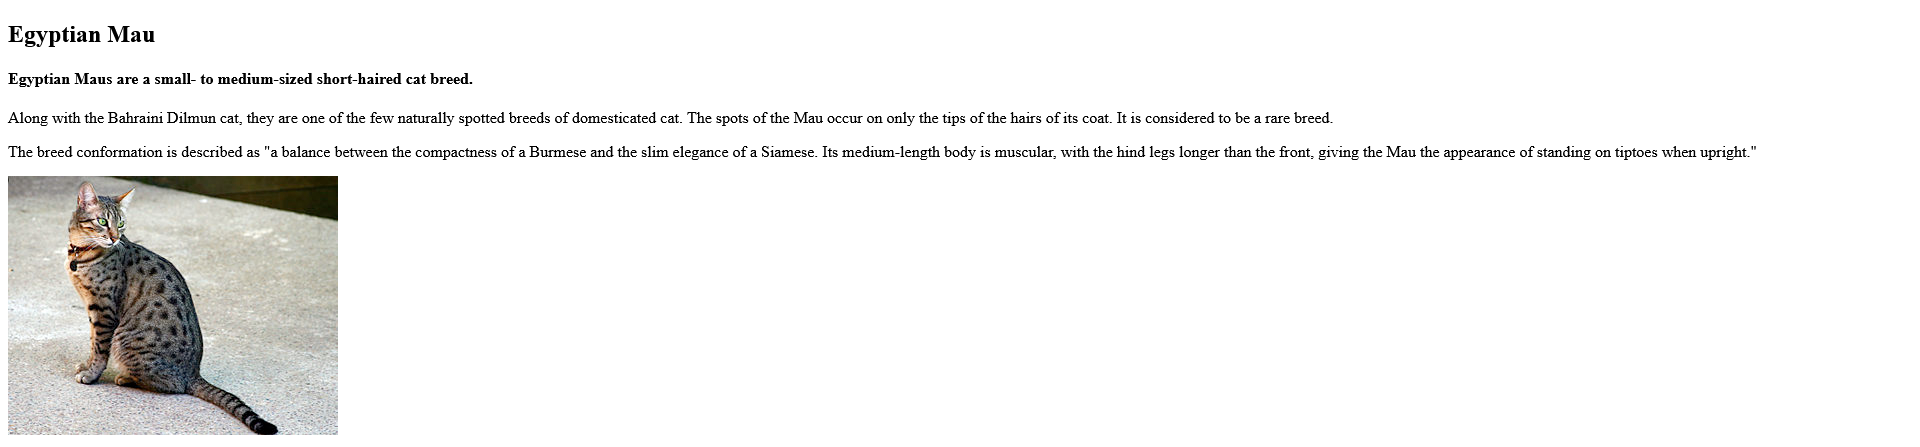 Egyptian Mau
Egyptian Maus are a small- to medium-sized short-haired cat breed.
Along with the Bahraini Dilmun cat, they are one of the few naturally spotted breeds of domesticated cat. The spots of the Mau occur on only the tips of the hairs of its coat. It is considered to be a rare breed.
The breed conformation is described as "a balance between the compactness of a Burmese and the slim elegance of a Siamese. Its medium-length body is muscular, with the hind legs longer than the front, giving the Mau the appearance of standing on tiptoes when upright."